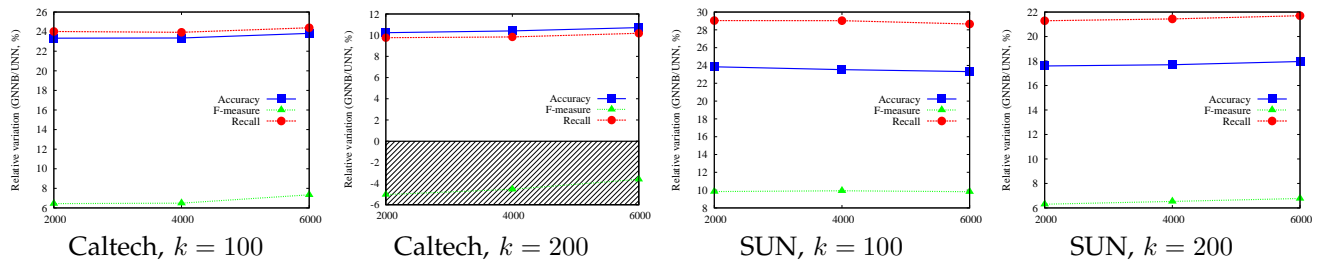 Relative variation (GNNB/UNN, %)
26
24
22
20
18
16
14
12
10
8
6
Accuracy
F-measure
Recall
2000 4000 6000
Caltech, k = 100
Relative variation (GNNB/UNN, %)
12
10
8
6
4
2
0
-2
-4
-6
Accuracy
F-measure
Recall
2000 4000 6000
Caltech, k = 200
Relative variation (GNNB/UNN, %)
30
28
26
24
22
20
18
16
14
12
10
8
Accuracy
F-measure
Recall
2000 4000 6000
SUN, k = 100
Relative variation (GNNB/UNN, %)
22
20
18
16
14
12
10
8
6
Accuracy
F-measure
Recall
2000 4000 6000
SUN, k = 200